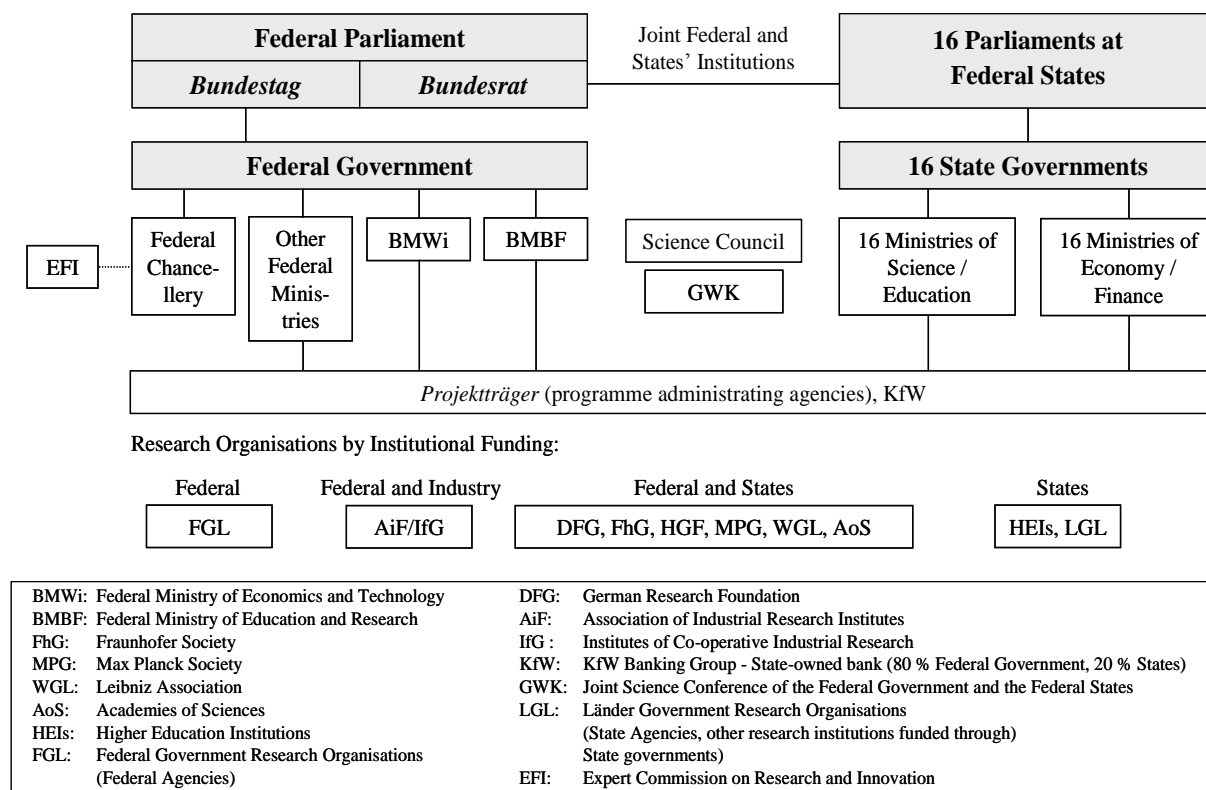 Federal Parliament
Bundestag
Bundesrat
Joint Federal and
States' Institutions
16 Parliaments at
Federal States
Federal Government
16 State Governments
EFI
Federal
Chance-
llery
Other
Federal
Minis-
tries
BMWi
BMBF
Science Council
GWK
16 Ministries of
Science /
Education
16 Ministries of
Economy /
Finance
Projektträger (programme administrating agencies), KfW
Research Organisations by Institutional Funding:
Federal
FGL
Federal and Industry
AiF/IfG
Federal and States
DFG, FhG, HGF, MPG, WGL, AoS
States
HEIs, LGL
BMWi: Federal Ministry of Economics and Technology
BMBF: Federal Ministry of Education and Research
FhG: Fraunhofer Society
MPG: Max Planck Society
WGL: Leibniz Association
AoS: Academies of Sciences
HEIs: Higher Education Institutions
FGL: Federal Government Research Organisations
(Federal Agencies)
DFG: German Research Foundation
AiF: Association of Industrial Research Institutes
IfG : Institutes of Co-operative Industrial Research
KfW: KfW Banking Group - State-owned bank (80 % Federal Government, 20 % States)
GWK: Joint Science Conference of the Federal Government and the Federal States
LGL: Länder Government Research Organisations
(State Agencies, other research institutions funded through)
State governments)
EFI: Expert Commission on Research and Innovation